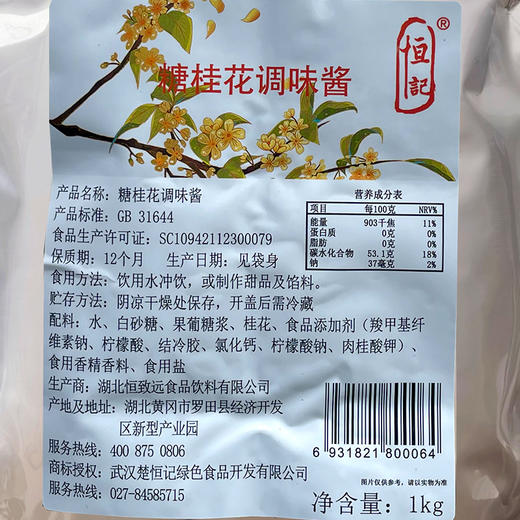 恒記®
糖桂花调味酱
产品名称：糖桂花调味酱
产品标准：GB 31644
食品生产许可证：SC10942112300079
保质期：12个月 生产日期：见袋身
营养成分表
项目 每100克 NRV%
能量 903千焦 11%
蛋白质 0克 0%
脂肪 0克 0%
碳水化合物 53.1克 18%
钠 37毫克 2%
食用方法：饮用水冲饮，或制作甜品及馅料。
贮存方法：阴凉干燥处保存，开盖后需冷藏
配料：水、白砂糖、果葡糖浆、桂花、食品添加剂（羧甲基纤
维素钠、柠檬酸、结冷胶、氯化钙、柠檬酸钠、肉桂酸钾）、
食用香精香料、食用盐
生产商：湖北恒致远食品饮料有限公司
产地及地址：湖北黄冈市罗田县经济开发
区新型产业园
服务热线：400 875 0806
商标授权：武汉楚恒记绿色食品开发有限公司
服务热线：027-84585715
6 931821 800064
图片仅供参考，请以实物为准
净含量：1kg